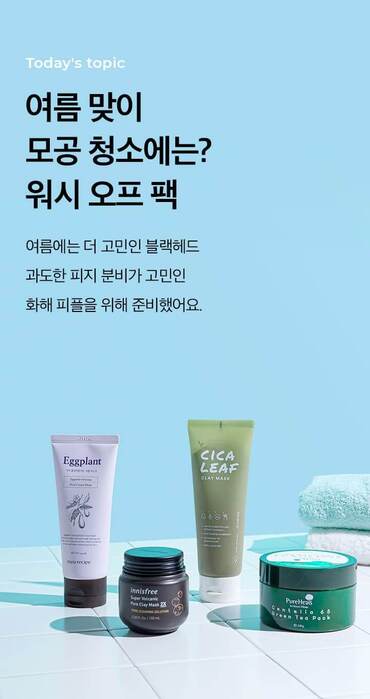 Today's topic
여름 맞이
모공 청소에는?
워시 오프 팩
여름에는 더 고민인 블랙헤드
과도한 피지 분비가 고민인
화해 피플을 위해 준비했어요.
Eggplant
CICA
LEAF
CLAY MASK
innisfree
Super Volcanic
Pore Clay Mask 2X
PureHeals
Centella 65
Green Tea Pack